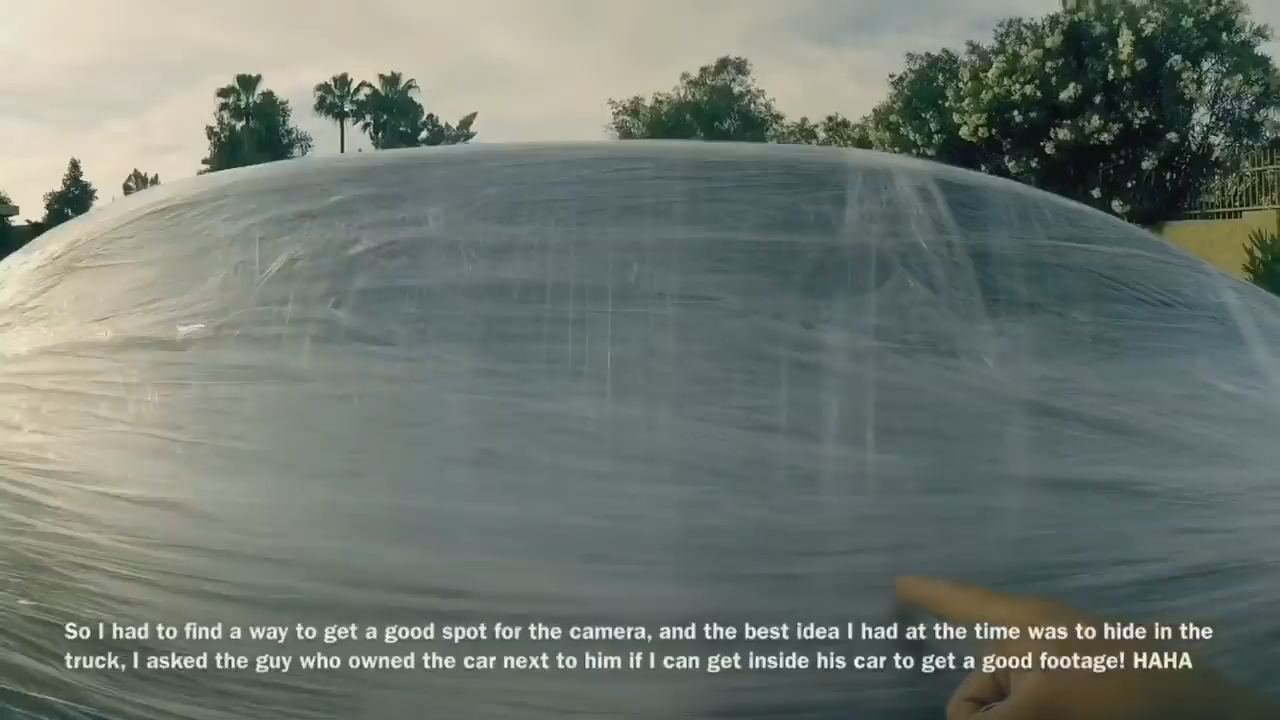 So I had to find a way to get a good spot for the camera, and the best idea I had at the time was to hide in the
truck, I asked the guy who owned the car next to him if I can get inside his car to get a good footage! HAHA